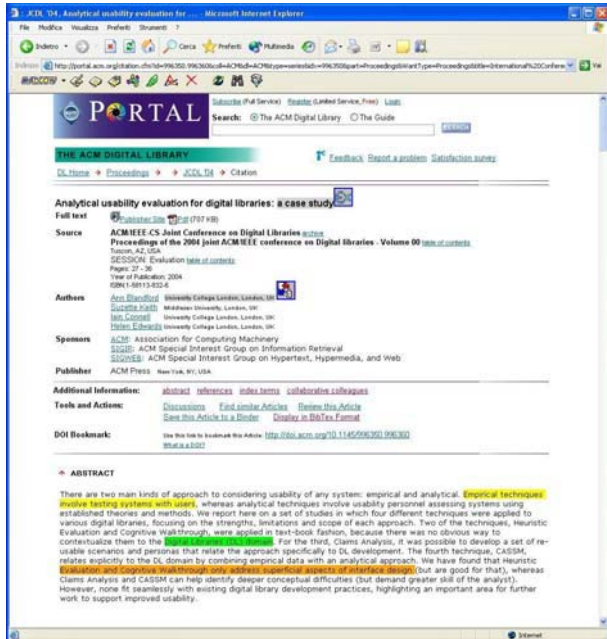 : JCDL '04, Analytical usability evaluation for ... - Microsoft Internet Explorer
File Modifica Visualizza Preferiti Strumenti ?
Indietro Cerca Preferiti Multimedia
Indirizzo Vai
MADCOW
PORTAL
Subscribe (Full Service) Register (Limited Service, Free) Login
Search: The ACM Digital Library The Guide
SEARCH
THE ACM DIGITAL LIBRARY
Feedback Report a problem Satisfaction survey
DL Home Proceedings JCDL '04 Citation
Analytical usability evaluation for digital libraries: a case study
Full text Publisher Site Pdf (707 KB)
Source ACM/IEEE-CS Joint Conference on Digital Libraries archive
Proceedings of the 2004 joint ACM/IEEE conference on Digital libraries - Volume 00 table of contents
Tuscon, AZ, USA
SESSION: Evaluation table of contents
Pages: 27 - 36
Year of Publication: 2004
ISBN:1-58113-832-6
Authors Ann Blandford University College London, London, UK
Suzette Keith Middlesex University, London, UK
Iain Connell University College London, London, UK
Helen Edwards University College London, London, UK
Sponsors ACM: Association for Computing Machinery
SIGIR: ACM Special Interest Group on Information Retrieval
SIGWEB: ACM Special Interest Group on Hypertext, Hypermedia, and Web
Publisher ACM Press New York, NY, USA
Additional Information: abstract references index terms collaborative colleagues
Tools and Actions: Discussions Find similar Articles Review this Article
Save this Article to a Binder Display in BibTex Format
DOI Bookmark: Use this link to bookmark this Article: http://doi.acm.org/10.1145/996350.996360
What is a DOI?
ABSTRACT
There are two main kinds of approach to considering usability of any system: empirical and analytical. Empirical techniques
involve testing systems with users, whereas analytical techniques involve usability personnel assessing systems using
established theories and methods. We report here on a set of studies in which four different techniques were applied to
various digital libraries, focusing on the strengths, limitations and scope of each approach. Two of the techniques, Heuristic
Evaluation and Cognitive Walkthrough, were applied in text-book fashion, because there was no obvious way to
contextualize them to the Digital Libraries (DL) domain. For the third, Claims Analysis, it was possible to develop a set of re-
usable scenarios and personas that relate the approach specifically to DL development. The fourth technique, CASSM,
relates explicitly to the DL domain by combining empirical data with an analytical approach. We have found that Heuristic
Evaluation and Cognitive Walkthrough only address superficial aspects of interface design (but are good for that), whereas
Claims Analysis and CASSM can help identify deeper conceptual difficulties (but demand greater skill of the analyst).
However, none fit seamlessly with existing digital library development practices, highlighting an important area for further
work to support improved usability.
Internet